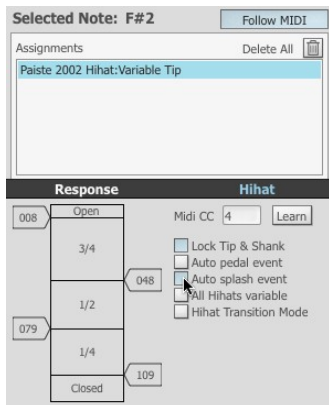 Selected Note: F#2 Follow MIDI
Assignments Delete All
Paiste 2002 Hihat:Variable Tip
Response Hihat
008 Open Midi CC 4 Learn
3/4 Lock Tip & Shank
Auto pedal event
048 Auto splash event
1/2 All Hihats variable
079 Hihat Transition Mode
1/4
109
Closed